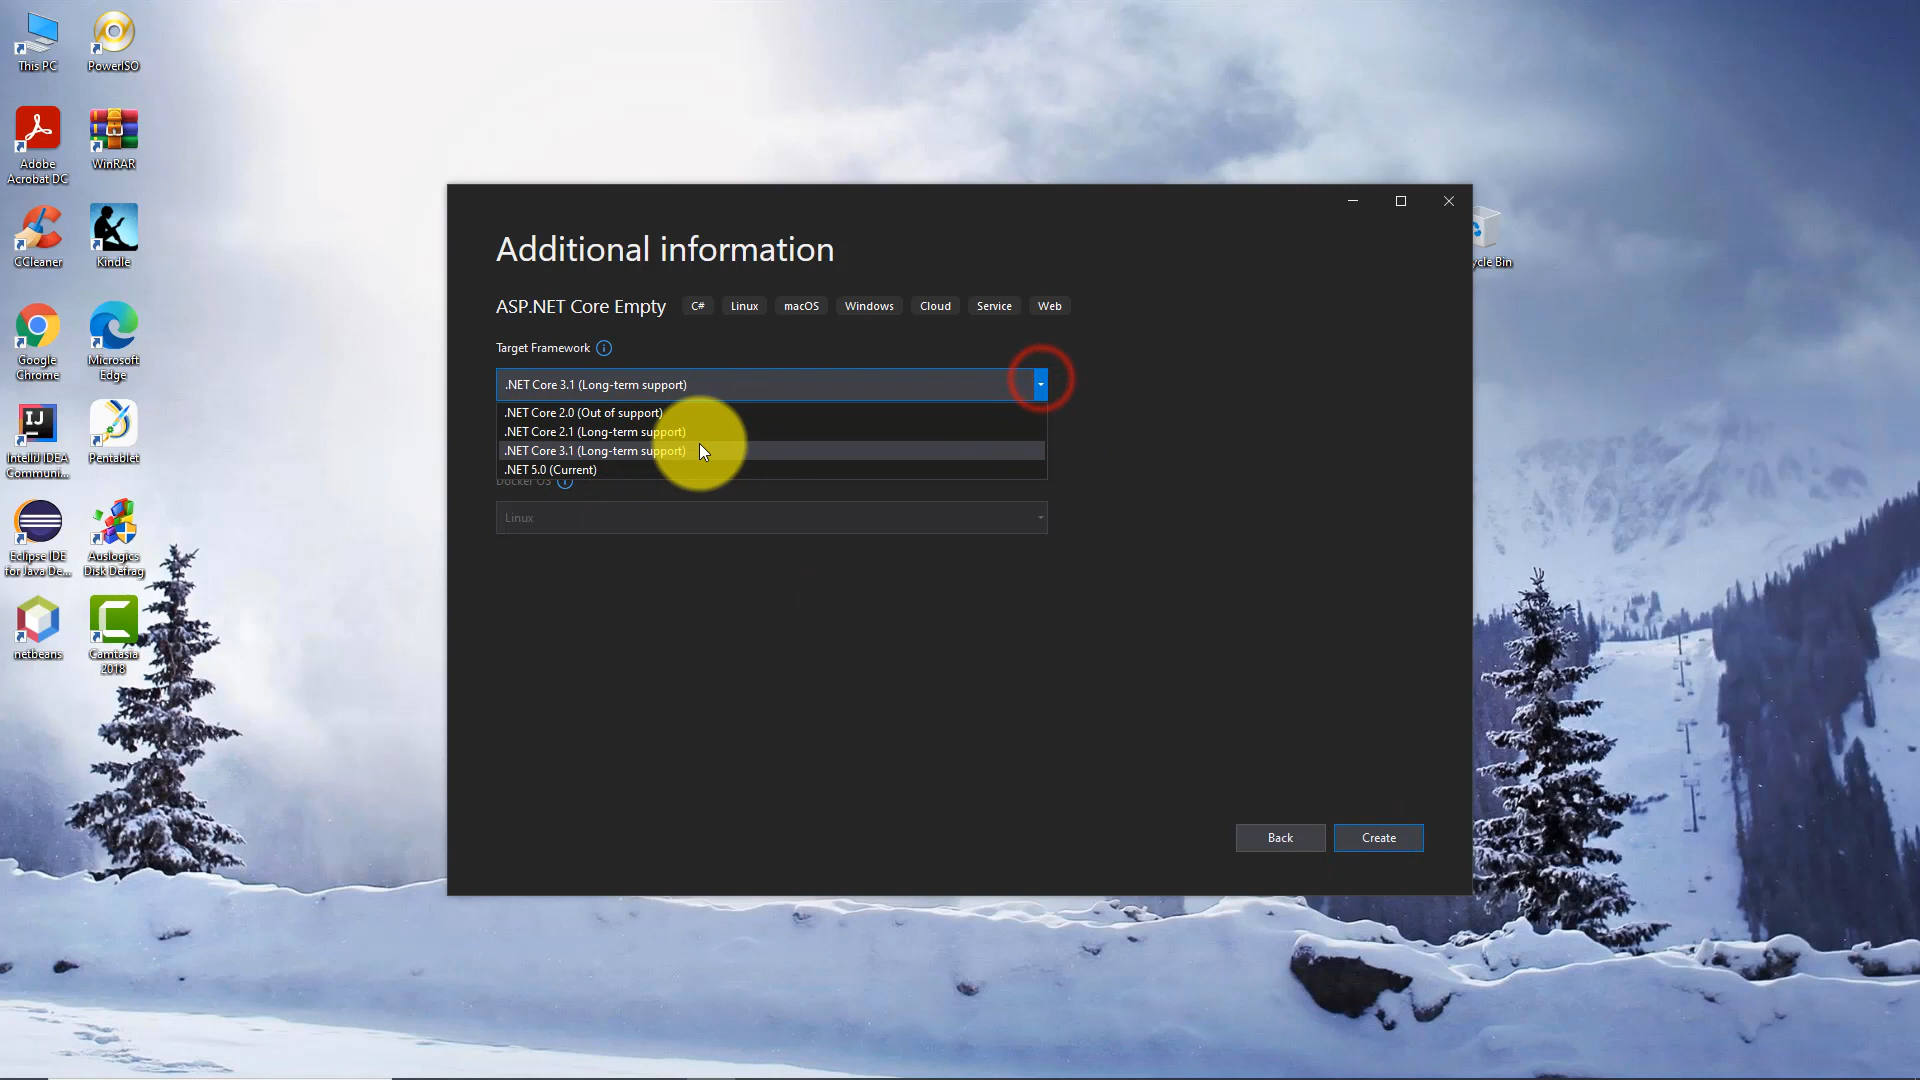 This PC
PowerISO
Adobe
Acrobat DC
WinRAR
CCleaner
Kindle
Google
Chrome
Microsoft
Edge
IntelliJ IDEA
Communi...
Pentablet
Eclipse IDE
for Java De...
Auslogics
Disk Defrag
netbeans
Camtasia
2018
ycle Bin
Additional information
ASP.NET Core Empty C# Linux macOS Windows Cloud Service Web
Target Framework
.NET Core 3.1 (Long-term support)
.NET Core 2.0 (Out of support)
.NET Core 2.1 (Long-term support)
.NET Core 3.1 (Long-term support)
.NET 5.0 (Current)
Docker OS
Linux
Back Create